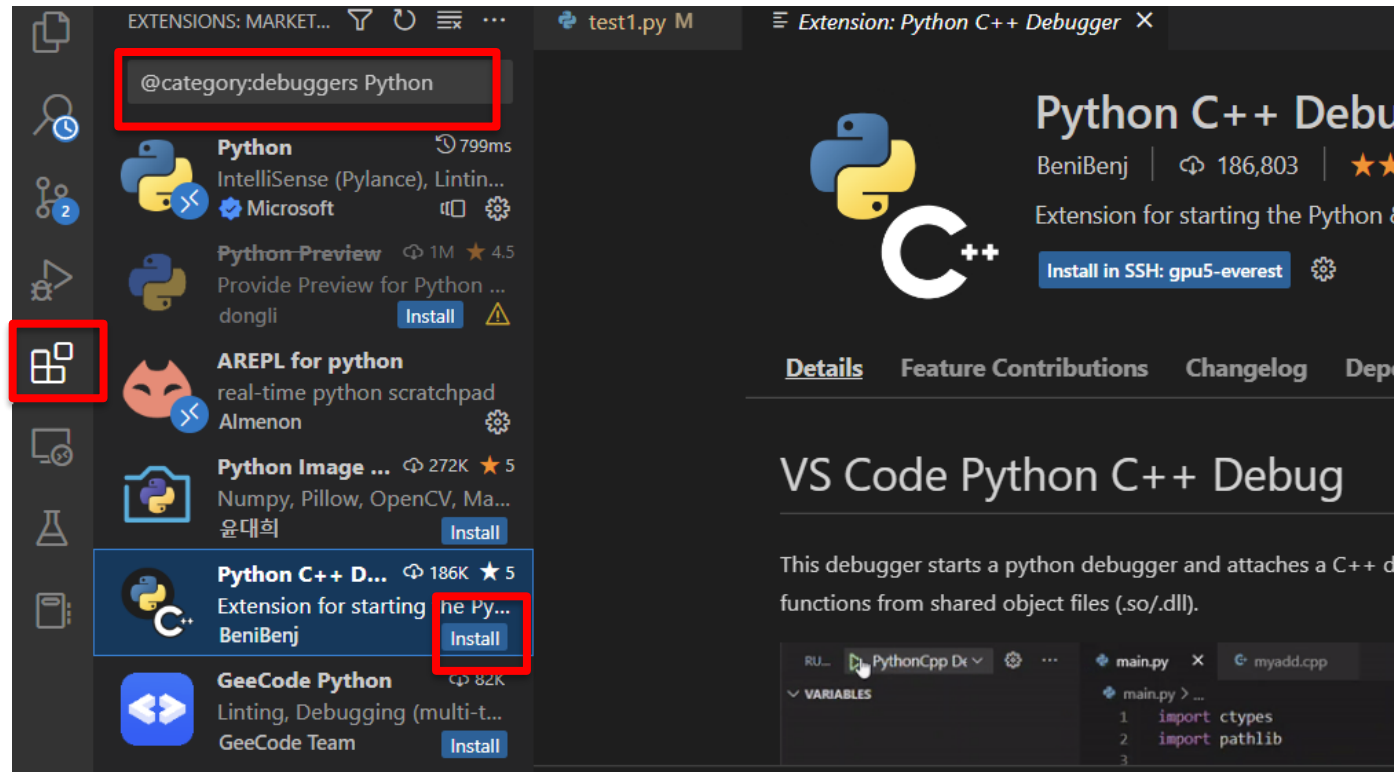 EXTENSIONS: MARKET...
@category:debuggers Python
Python 799ms
IntelliSense (Pylance), Lintin...
Microsoft
Python Preview 1M ★ 4.5
Provide Preview for Python ...
dongli Install
AREPL for python
real-time python scratchpad
Almenon
Python Image ... 272K ★ 5
Numpy, Pillow, OpenCV, Ma...
윤대희 Install
Python C++ D... 186K ★ 5
Extension for starting the Py...
BeniBenj Install
GeeCode Python 82K
Linting, Debugging (multi-t...
GeeCode Team Install
2
test1.py M
Extension: Python C++ Debugger ×
C++
Python C++ Debu
BeniBenj 186,803 ★★
Extension for starting the Python &
Install in SSH: gpu5-everest
Details Feature Contributions Changelog Depe
VS Code Python C++ Debug
This debugger starts a python debugger and attaches a C++ d
functions from shared object files (.so/.dll).
RU... PythonCpp De
VARIABLES
main.py × myadd.cpp
main.py > ...
1 import ctypes
2 import pathlib
3